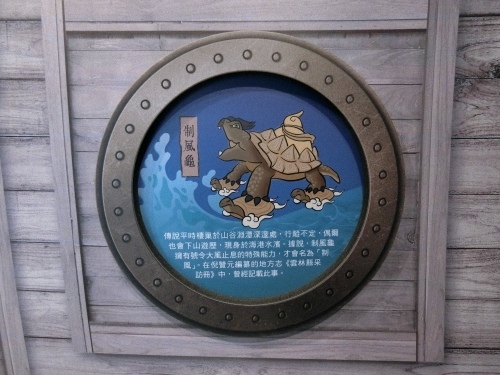 制風龜
傳說平時棲巢於山谷淵潭深邃處，行蹤不定，偶爾
也會下山遊歷，現身於海港水濱。據說，制風龜
擁有號令大風止息的特殊能力，才會名為「制
風」。在倪贊元編纂的地方志《雲林縣采
訪冊》中，曾經記載此事。